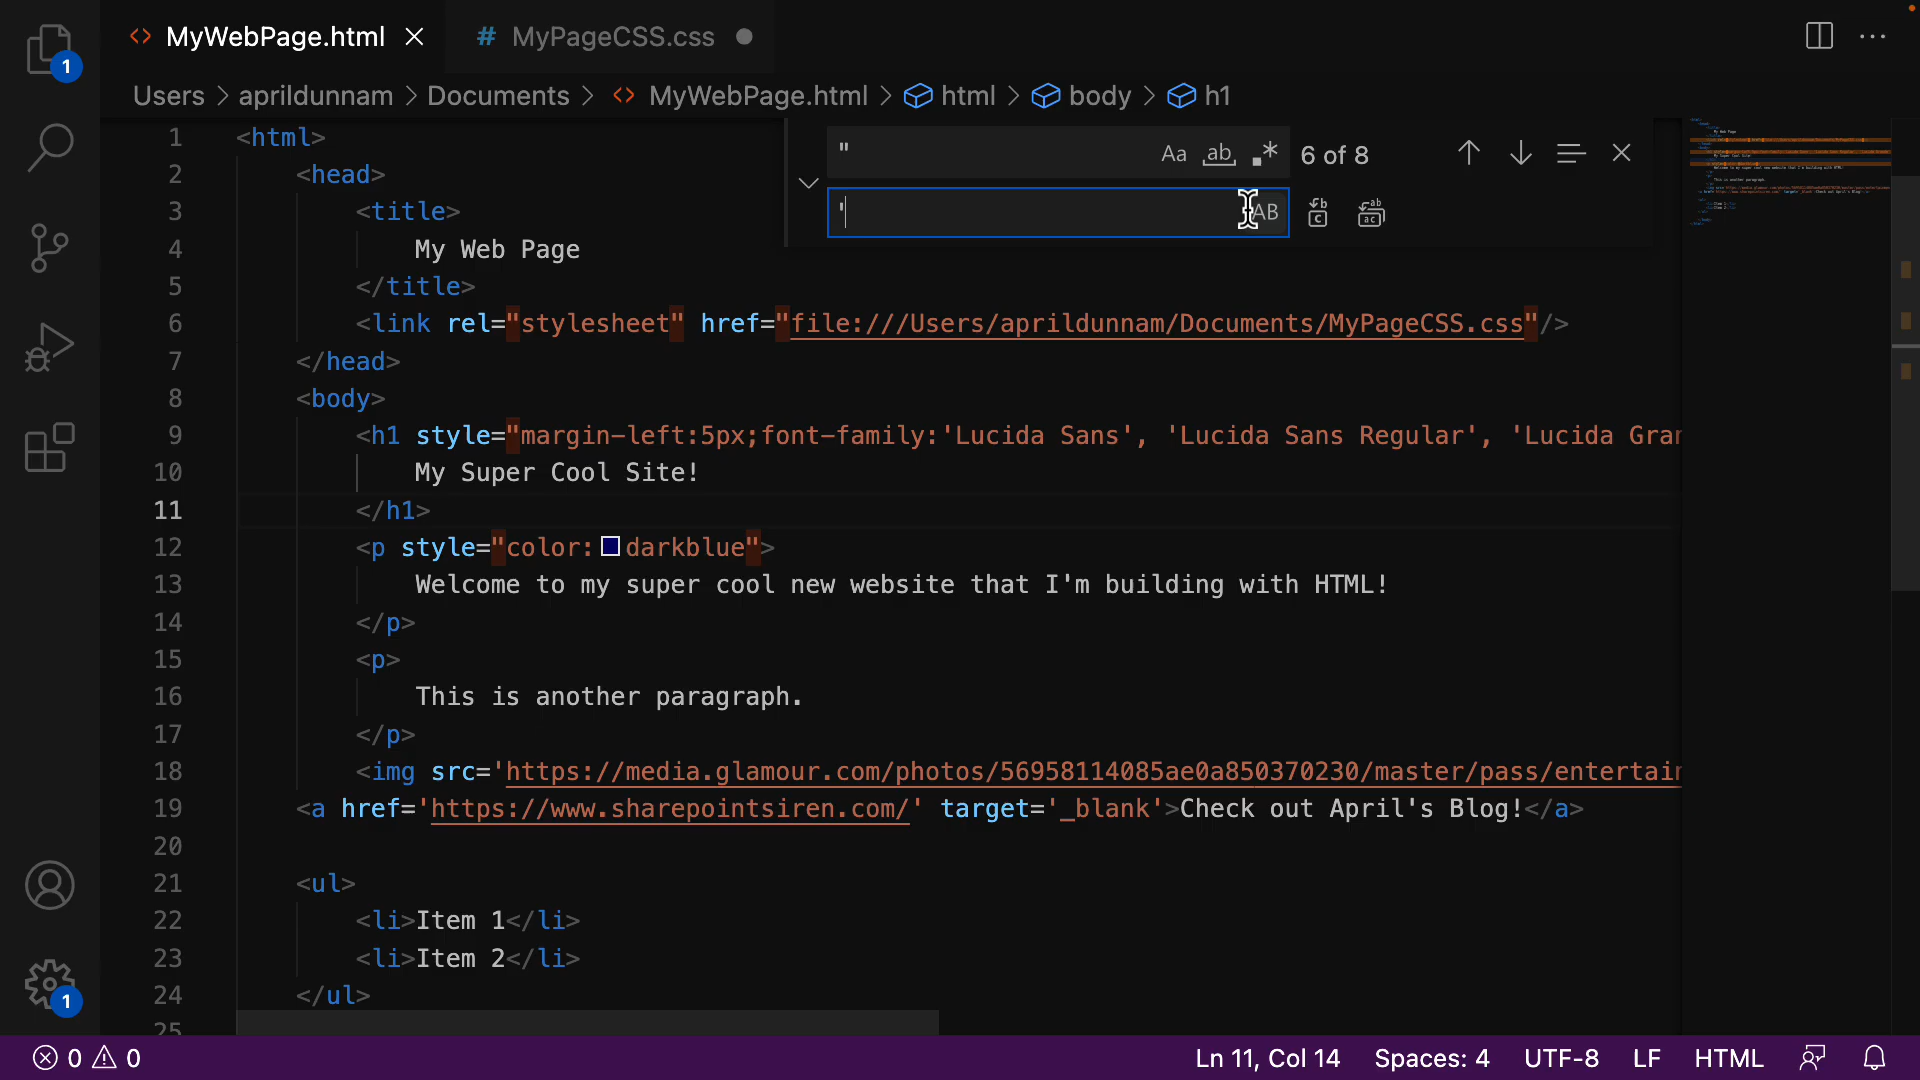 MyWebPage.html
# MyPageCSS.css
Users > aprildunnam > Documents > <> MyWebPage.html > html > body > h1
" Aa ab .* 6 of 8
' AB
1 <html>
2 <head>
3 <title>
4 My Web Page
5 </title>
6 <link rel="stylesheet" href="file:///Users/aprildunnam/Documents/MyPageCSS.css"/>
7 </head>
8 <body>
9 <h1 style="margin-left:5px;font-family:'Lucida Sans', 'Lucida Sans Regular', 'Lucida Gran
10 My Super Cool Site!
11 </h1>
12 <p style="color:darkblue">
13 Welcome to my super cool new website that I'm building with HTML!
14 </p>
15 <p>
16 This is another paragraph.
17 </p>
18 <img src='https://media.glamour.com/photos/56958114085ae0a850370230/master/pass/entertain
19 <a href='https://www.sharepointsiren.com/' target='_blank'>Check out April's Blog!</a>
20
21 <ul>
22 <li>Item 1</li>
23 <li>Item 2</li>
24 </ul>
25
1
1
0 0
Ln 11, Col 14 Spaces: 4 UTF-8 LF HTML